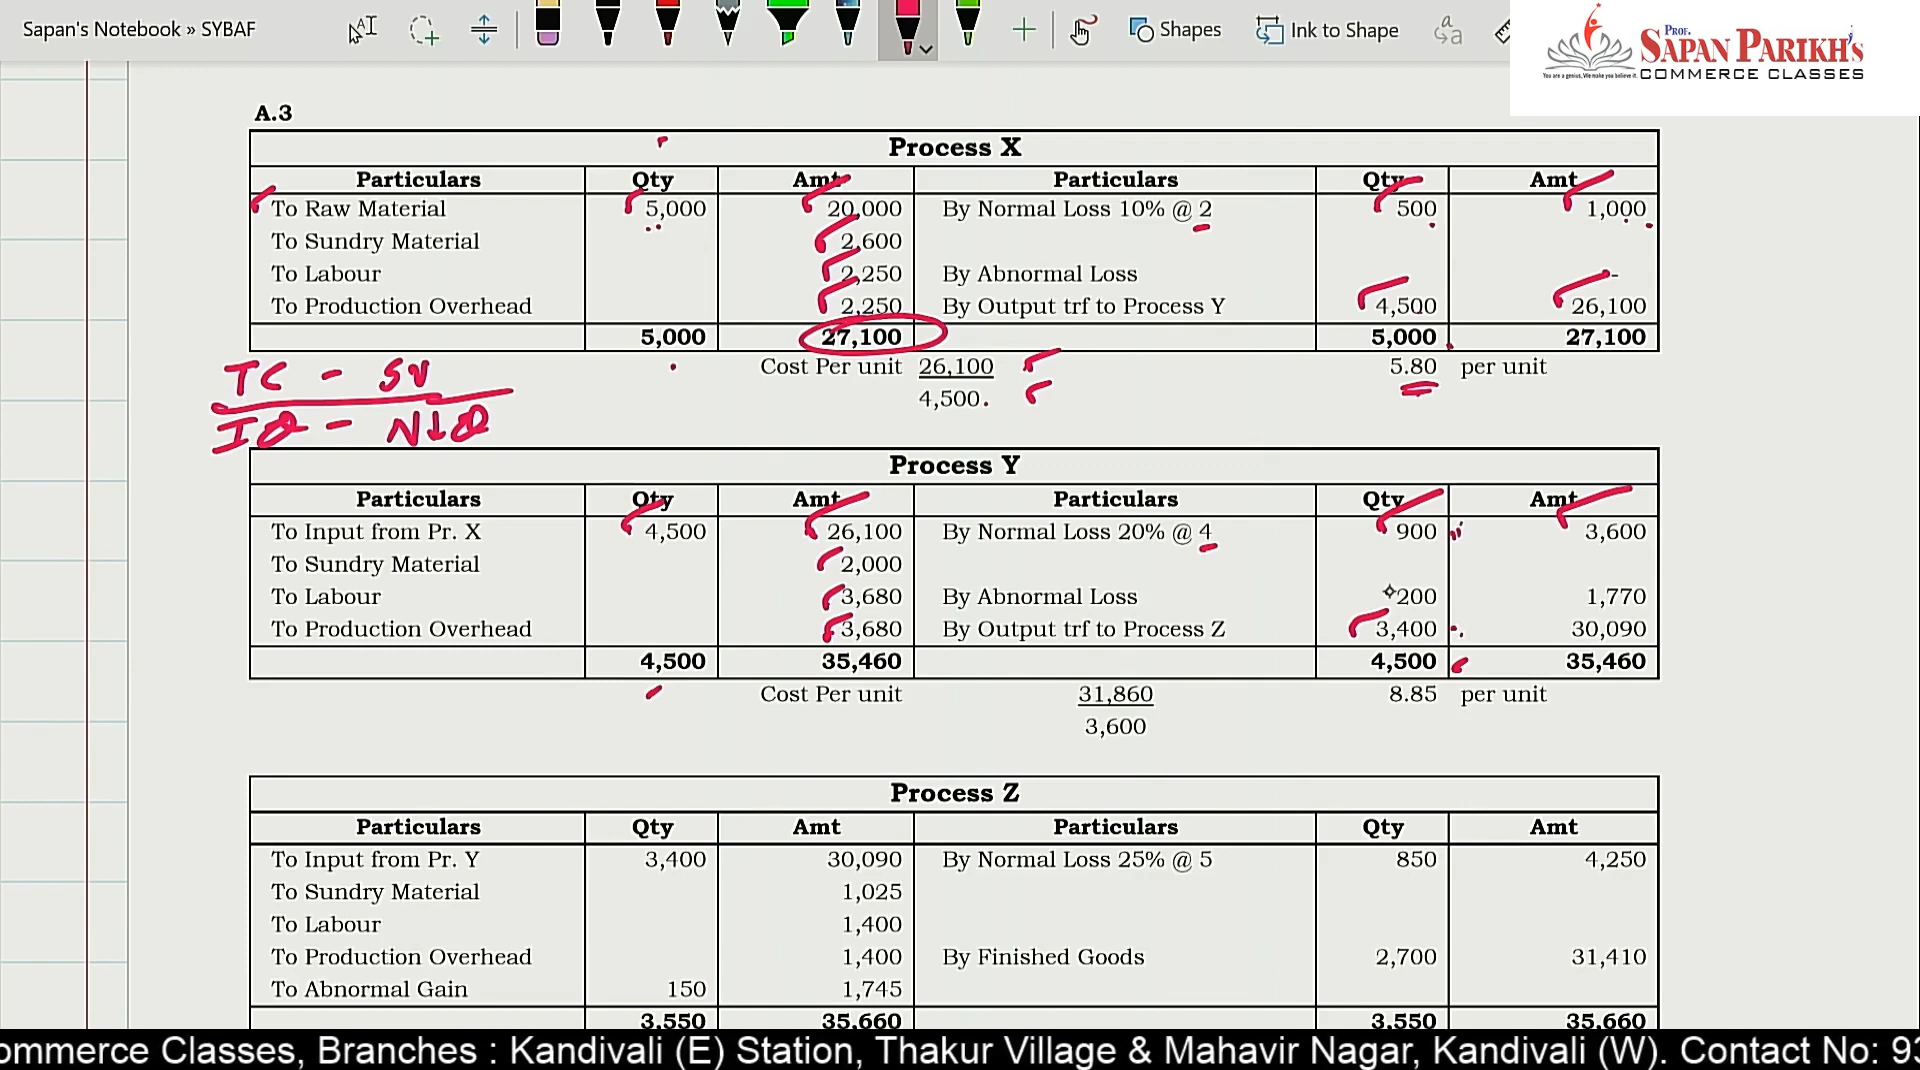 Sapan's Notebook » SYBAF
Shapes
Ink to Shape
PROF. SAPAN PARIKH'S
You are a genius, We make you believe it.
COMMERCE CLASSES
A.3
Process X
Particulars Qty Amt Particulars Qty Amt
To Raw Material 5,000 20,000 By Normal Loss 10% @ 2 500 1,000
To Sundry Material 2,600
To Labour 2,250 By Abnormal Loss -
To Production Overhead 2,250 By Output trf to Process Y 4,500 26,100
5,000 27,100 5,000 27,100
Cost Per unit 26,100 5.80 per unit
4,500
TC - SV
IQ - NLQ
Process Y
Particulars Qty Amt Particulars Qty Amt
To Input from Pr. X 4,500 26,100 By Normal Loss 20% @ 4 900 3,600
To Sundry Material 2,000
To Labour 3,680 By Abnormal Loss 200 1,770
To Production Overhead 3,680 By Output trf to Process Z 3,400 30,090
4,500 35,460 4,500 35,460
Cost Per unit 31,860 8.85 per unit
3,600
Process Z
Particulars Qty Amt Particulars Qty Amt
To Input from Pr. Y 3,400 30,090 By Normal Loss 25% @ 5 850 4,250
To Sundry Material 1,025
To Labour 1,400
To Production Overhead 1,400 By Finished Goods 2,700 31,410
To Abnormal Gain 150 1,745
3,550 35,660 3,550 35,660
ommerce Classes, Branches : Kandivali (E) Station, Thakur Village & Mahavir Nagar, Kandivali (W). Contact No: 93